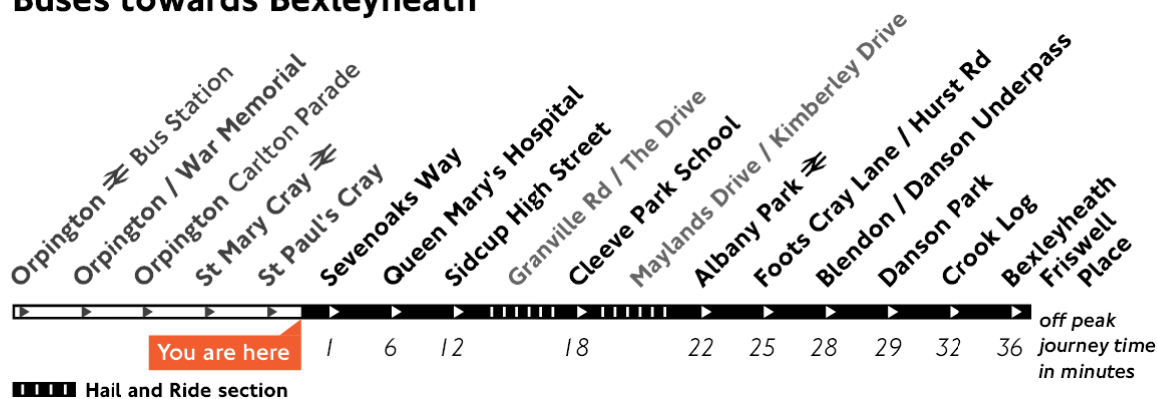 Buses towards Bexleyheath
Orpington Bus Station
Orpington / War Memorial
Orpington Carlton Parade
St Mary Cray
St Paul's Cray
Sevenoaks Way
Queen Mary's Hospital
Sidcup High Street
Granville Rd / The Drive
Cleeve Park School
Maylands Drive / Kimberley Drive
Albany Park
Foots Cray Lane / Hurst Rd
Blendon / Danson Underpass
Danson Park
Crook Log
Bexleyheath
Friswell
Place
You are here
1 6 12 18 22 25 28 29 32 36
off peak
journey time
in minutes
Hail and Ride section